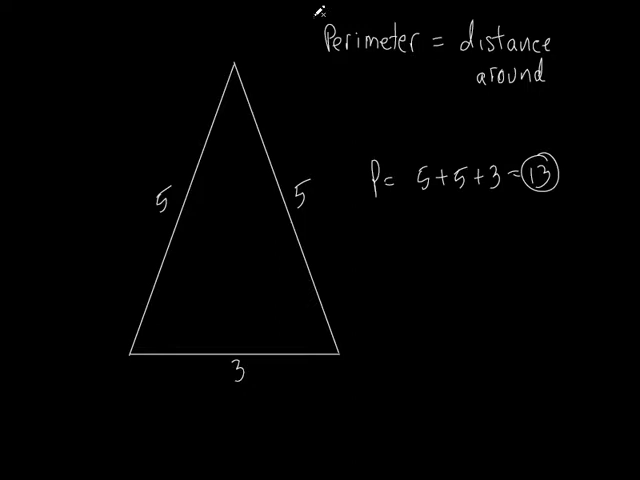 Perimeter = distance
around
P= 5+5+3=13
5
5
3